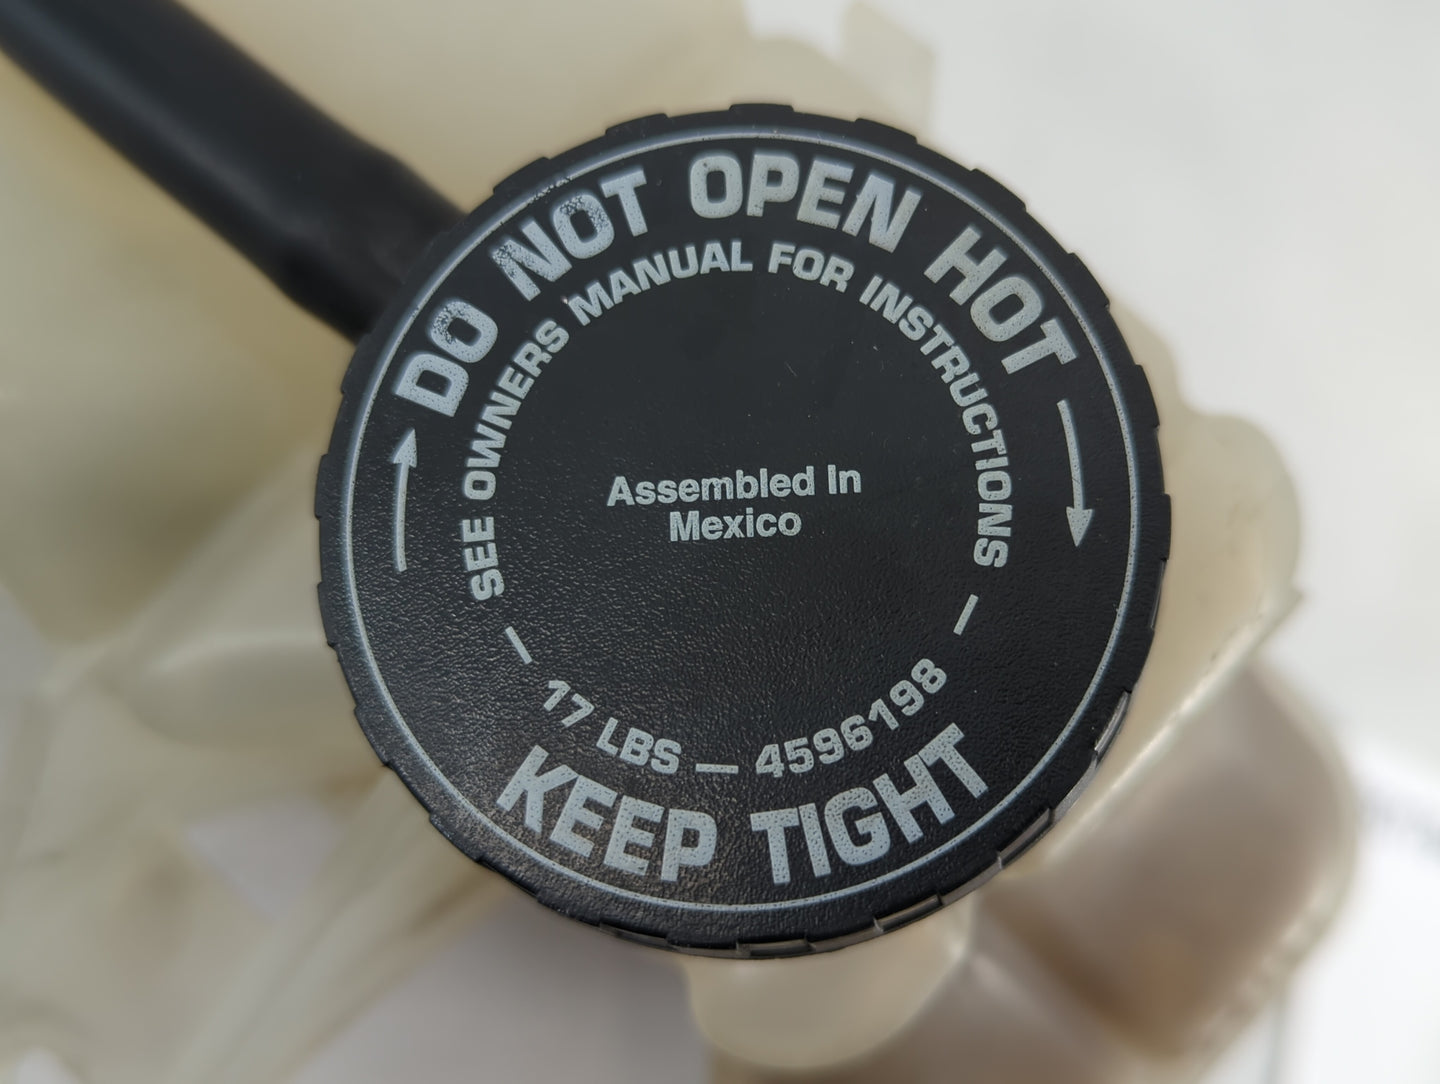 DO NOT OPEN HOT
SEE OWNERS MANUAL FOR INSTRUCTIONS
Assembled In
Mexico
— 17 LBS — 4596198 —
KEEP TIGHT